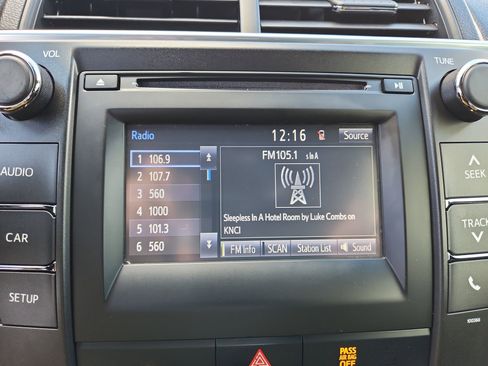 VOL
TUNE
Radio
12:16
Source
1 106.9
2 107.7
3 560
4 1000
5 101.3
6 560
FM105.1
Sleepless In A Hotel Room by Luke Combs on
KNCI
FM Info
SCAN
Station List
Sound
AUDIO
CAR
SETUP
SEEK
TRACK
100366
PASS
AIR BAG
OFF